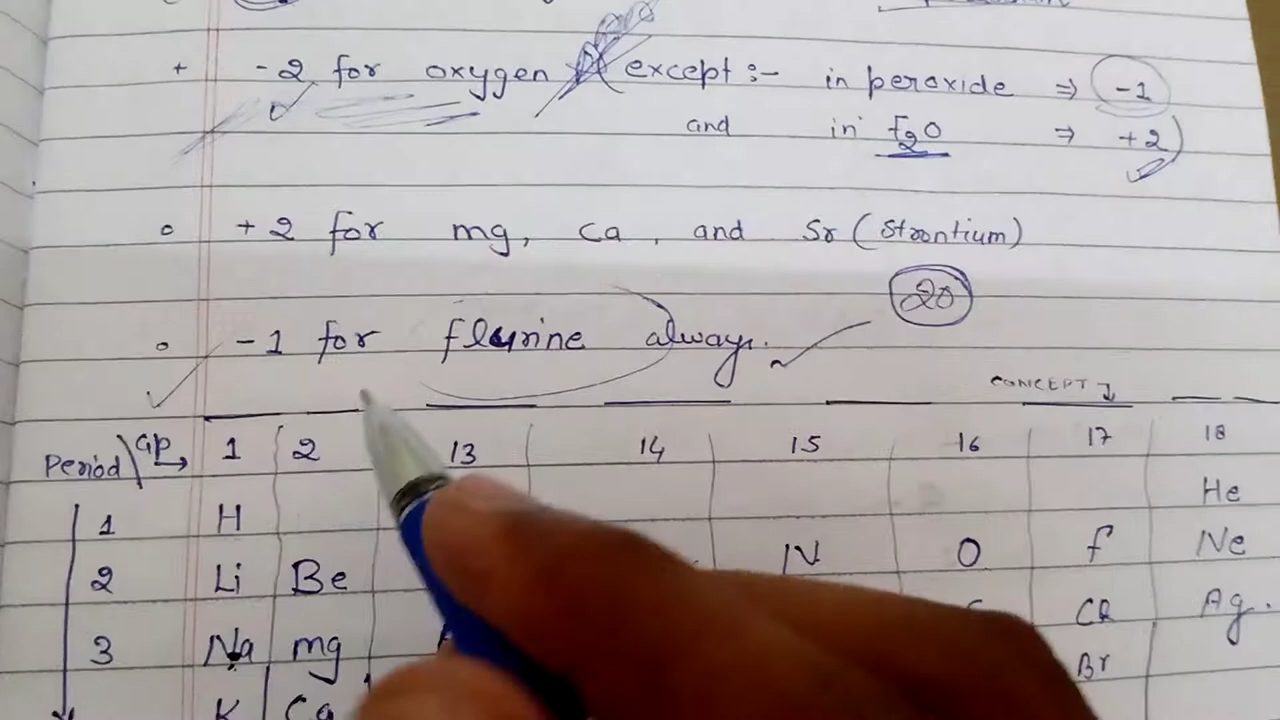 + -2 for oxygen (except :- in peroxide ⇒ -1
and in F2O ⇒ +2)
° +2 for mg, Ca, and Sr (Strontium)
20
° -1 for flurine always.
CONCEPT ↓
Period\GP → 1 2 13 14 15 16 17 18
1 H He
2 Li Be N O F Ne
3 Na mg Cl Ag.
K Ca Br